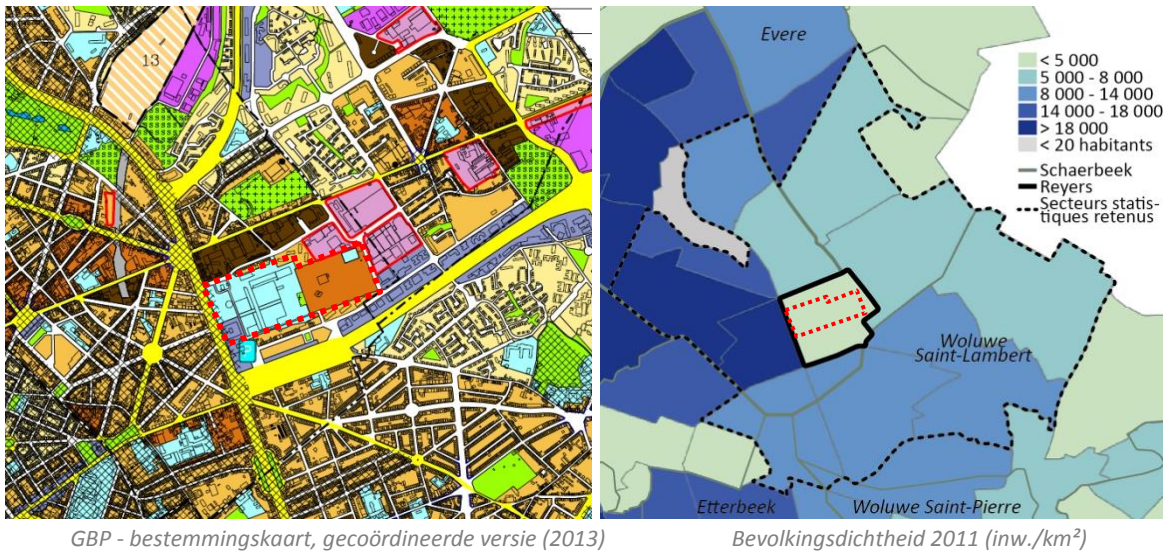 13
Evere
< 5 000
5 000 - 8 000
8 000 - 14 000
14 000 - 18 000
> 18 000
< 20 habitants
Schaerbeek
Reyers
Secteurs statis-
tiques retenus
Woluwe
Saint-Lambert
Etterbeek
Woluwe Saint-Pierre
GBP - bestemmingskaart, gecoördineerde versie (2013)
Bevolkingsdichtheid 2011 (inw./km²)